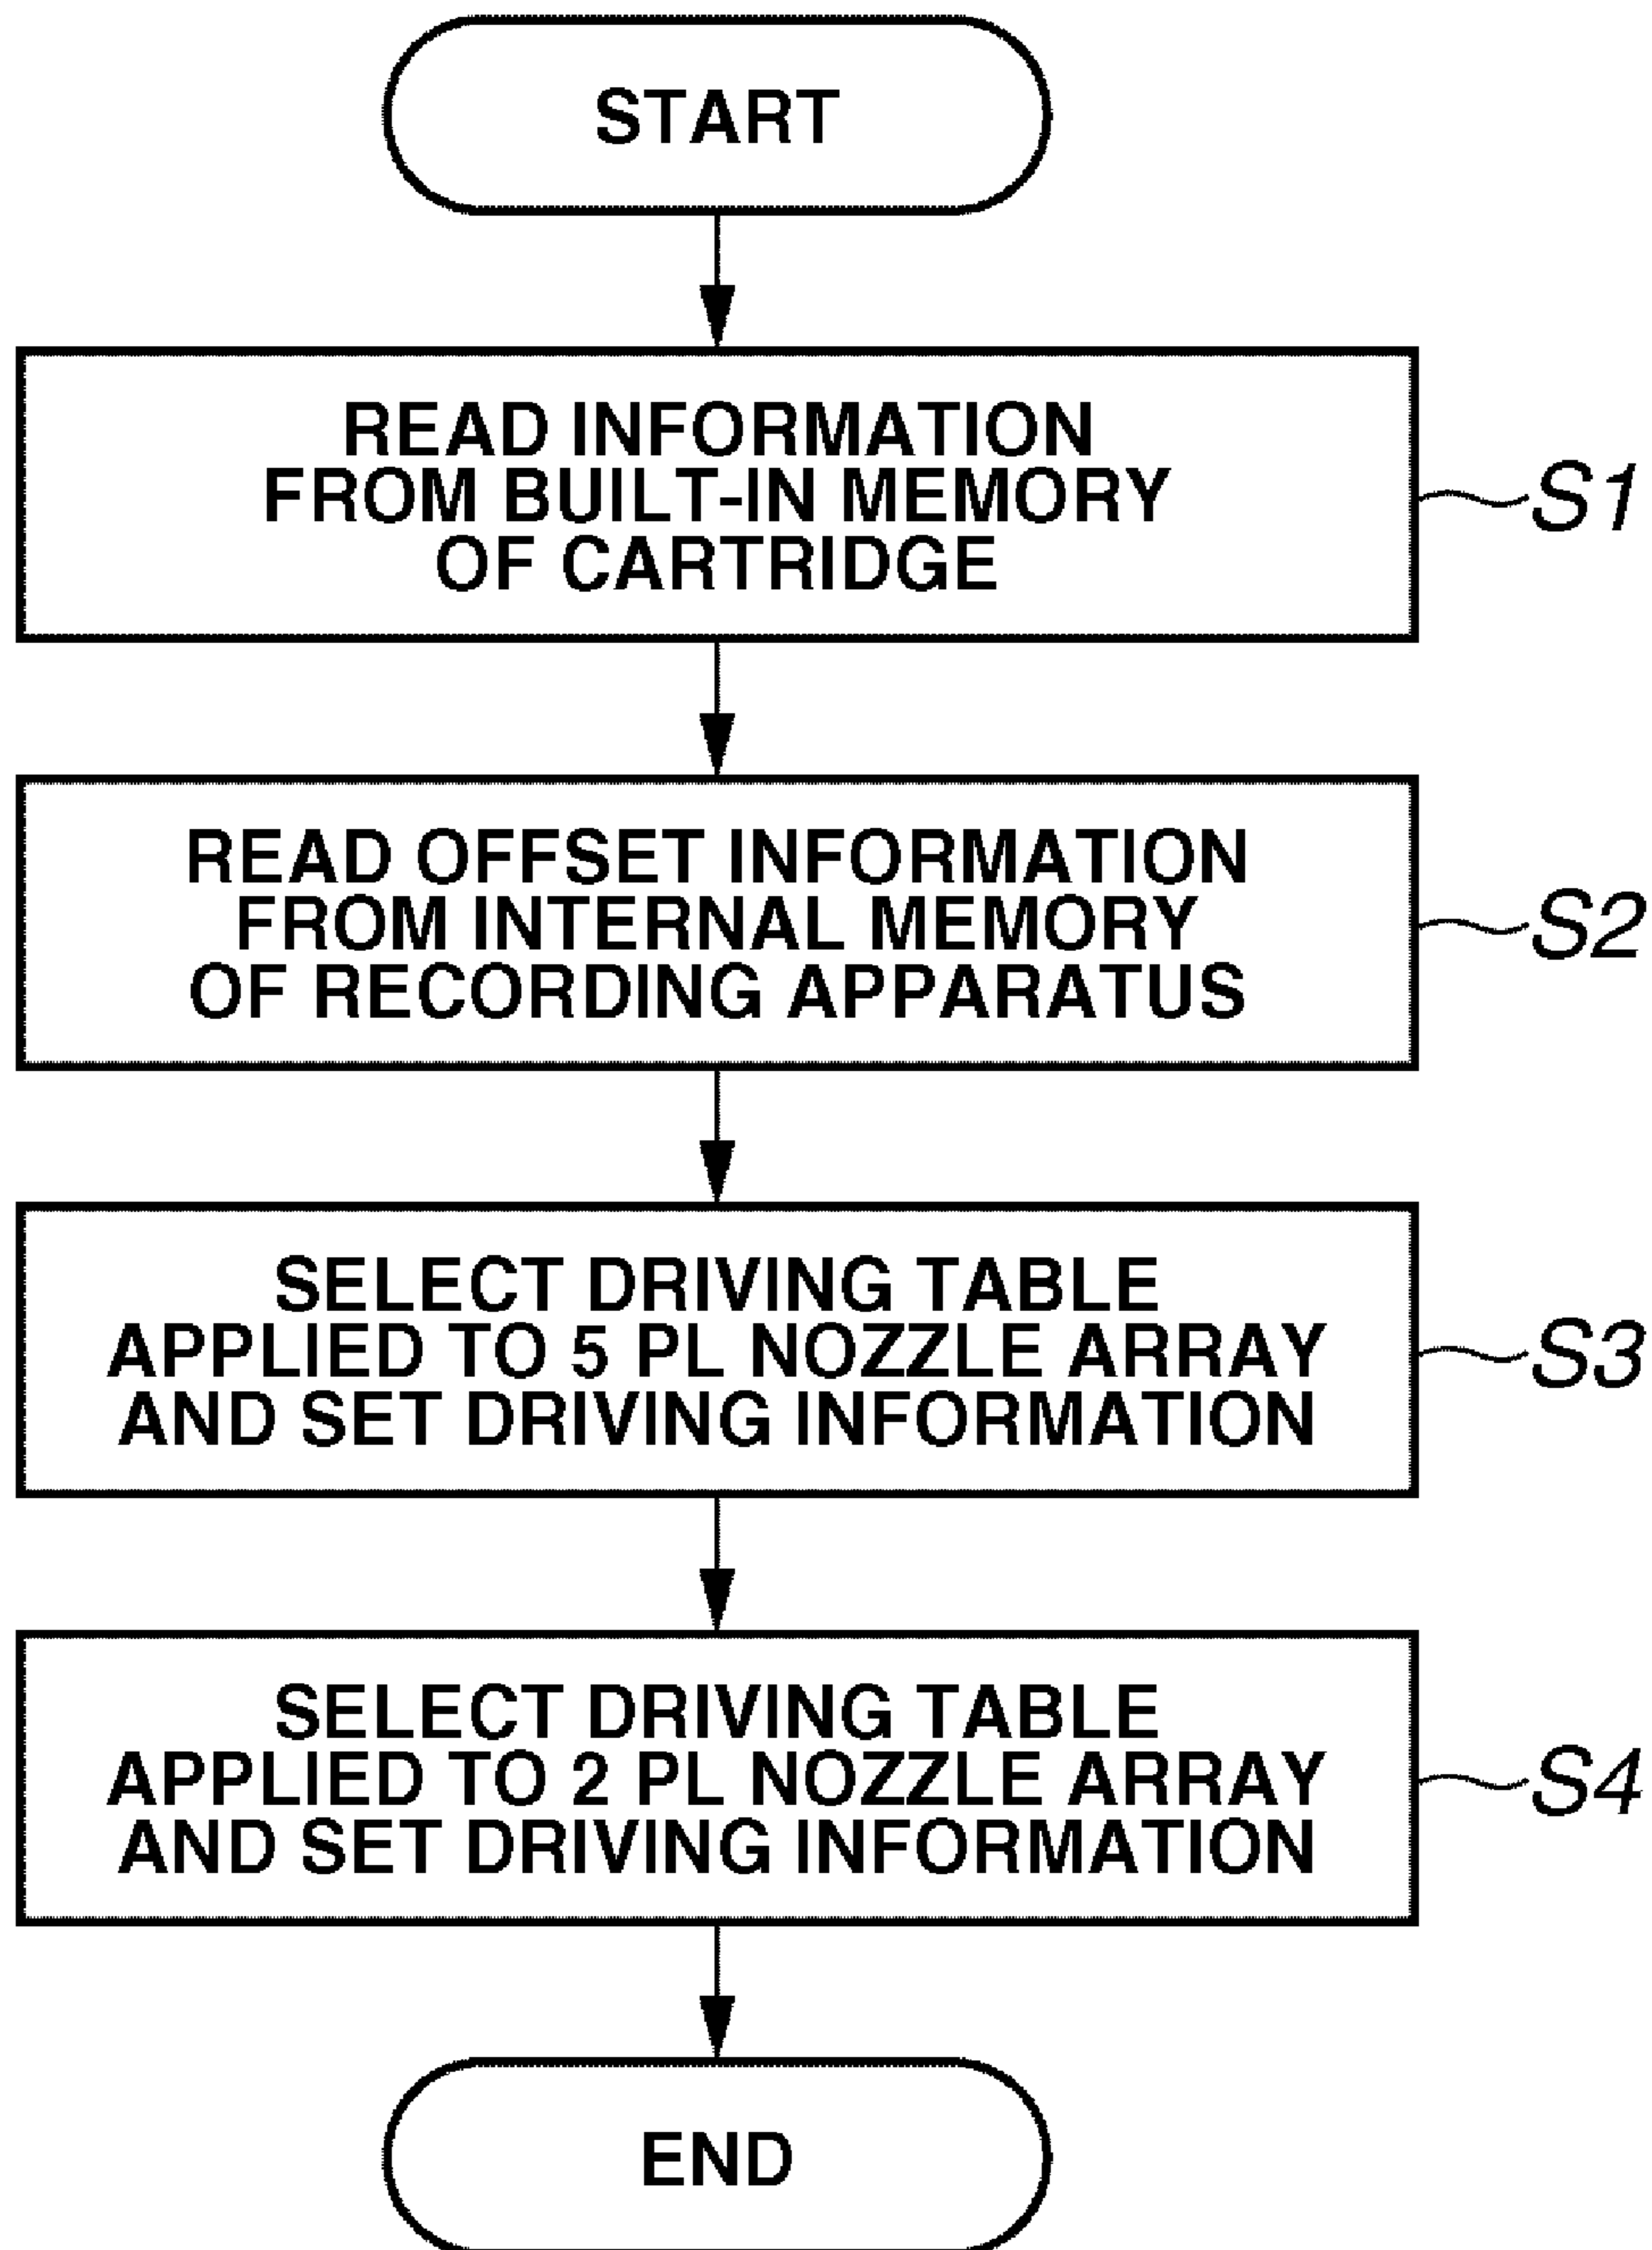 START
READ INFORMATION
FROM BUILT-IN MEMORY
OF CARTRIDGE
S1
READ OFFSET INFORMATION
FROM INTERNAL MEMORY
OF RECORDING APPARATUS
S2
SELECT DRIVING TABLE
APPLIED TO 5 PL NOZZLE ARRAY
AND SET DRIVING INFORMATION
S3
SELECT DRIVING TABLE
APPLIED TO 2 PL NOZZLE ARRAY
AND SET DRIVING INFORMATION
S4
END